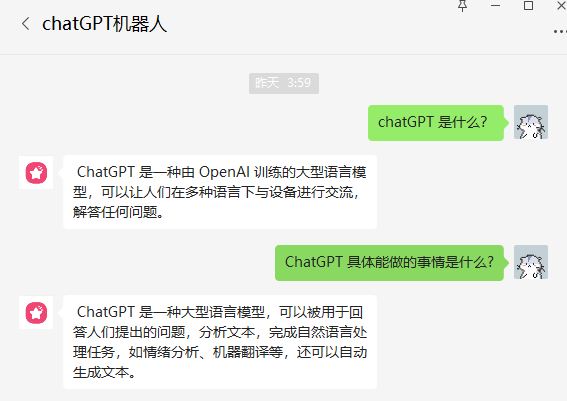 chatGPT机器人
昨天 3:59
chatGPT 是什么?
ChatGPT 是一种由 OpenAI 训练的大型语言模
型，可以让人们在多种语言下与设备进行交流，
解答任何问题。
ChatGPT 具体能做的事情是什么?
ChatGPT 是一种大型语言模型，可以被用于回
答人们提出的问题，分析文本，完成自然语言处
理任务，如情绪分析、机器翻译等，还可以自动
生成文本。